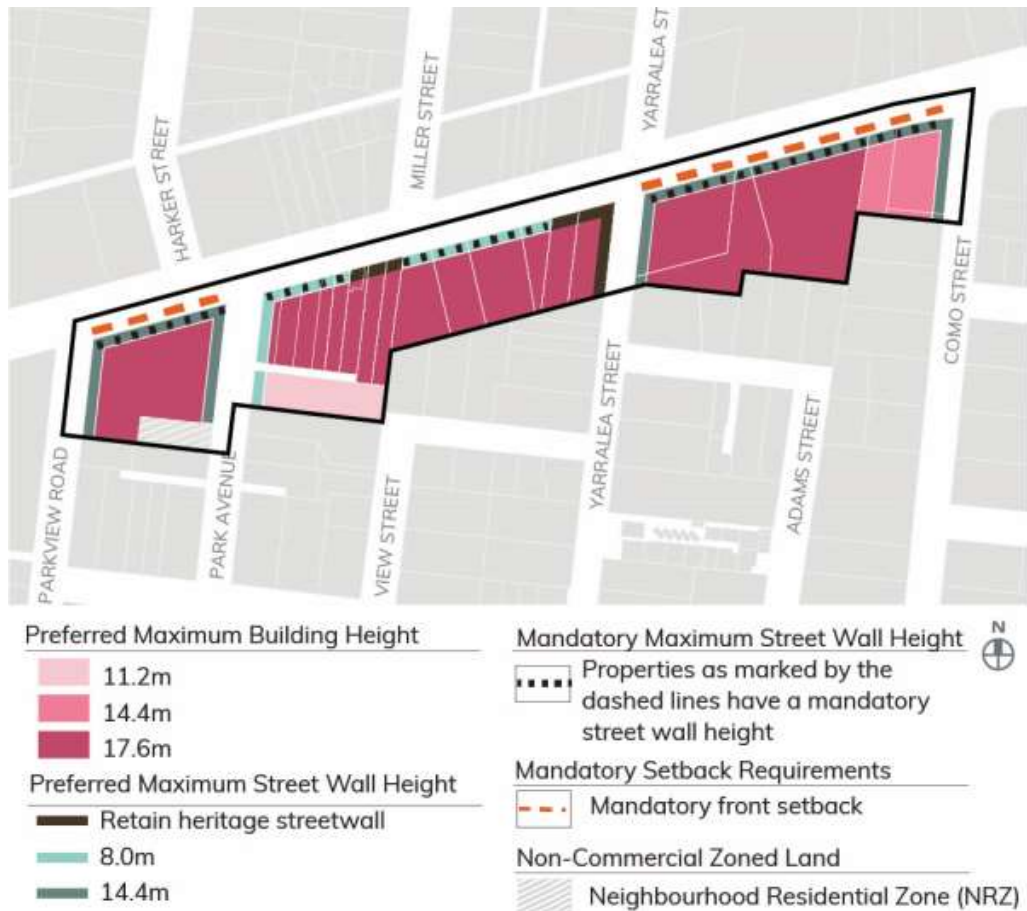 HARKER STREET
MILLER STREET
YARRALEA ST
PARKVIEW ROAD
PARK AVENUE
VIEW STREET
YARRALEA STREET
ADAMS STREET
COMO STREET
Preferred Maximum Building Height
11.2m
14.4m
17.6m
Preferred Maximum Street Wall Height
Retain heritage streetwall
8.0m
14.4m
Mandatory Maximum Street Wall Height
N
Properties as marked by the
dashed lines have a mandatory
street wall height
Mandatory Setback Requirements
Mandatory front setback
Non-Commercial Zoned Land
Neighbourhood Residential Zone (NRZ)